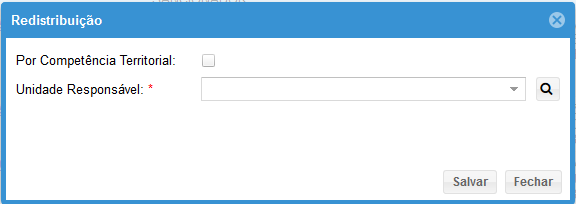 Redistribuição
Por Competência Territorial:
Unidade Responsável: *
Salvar Fechar